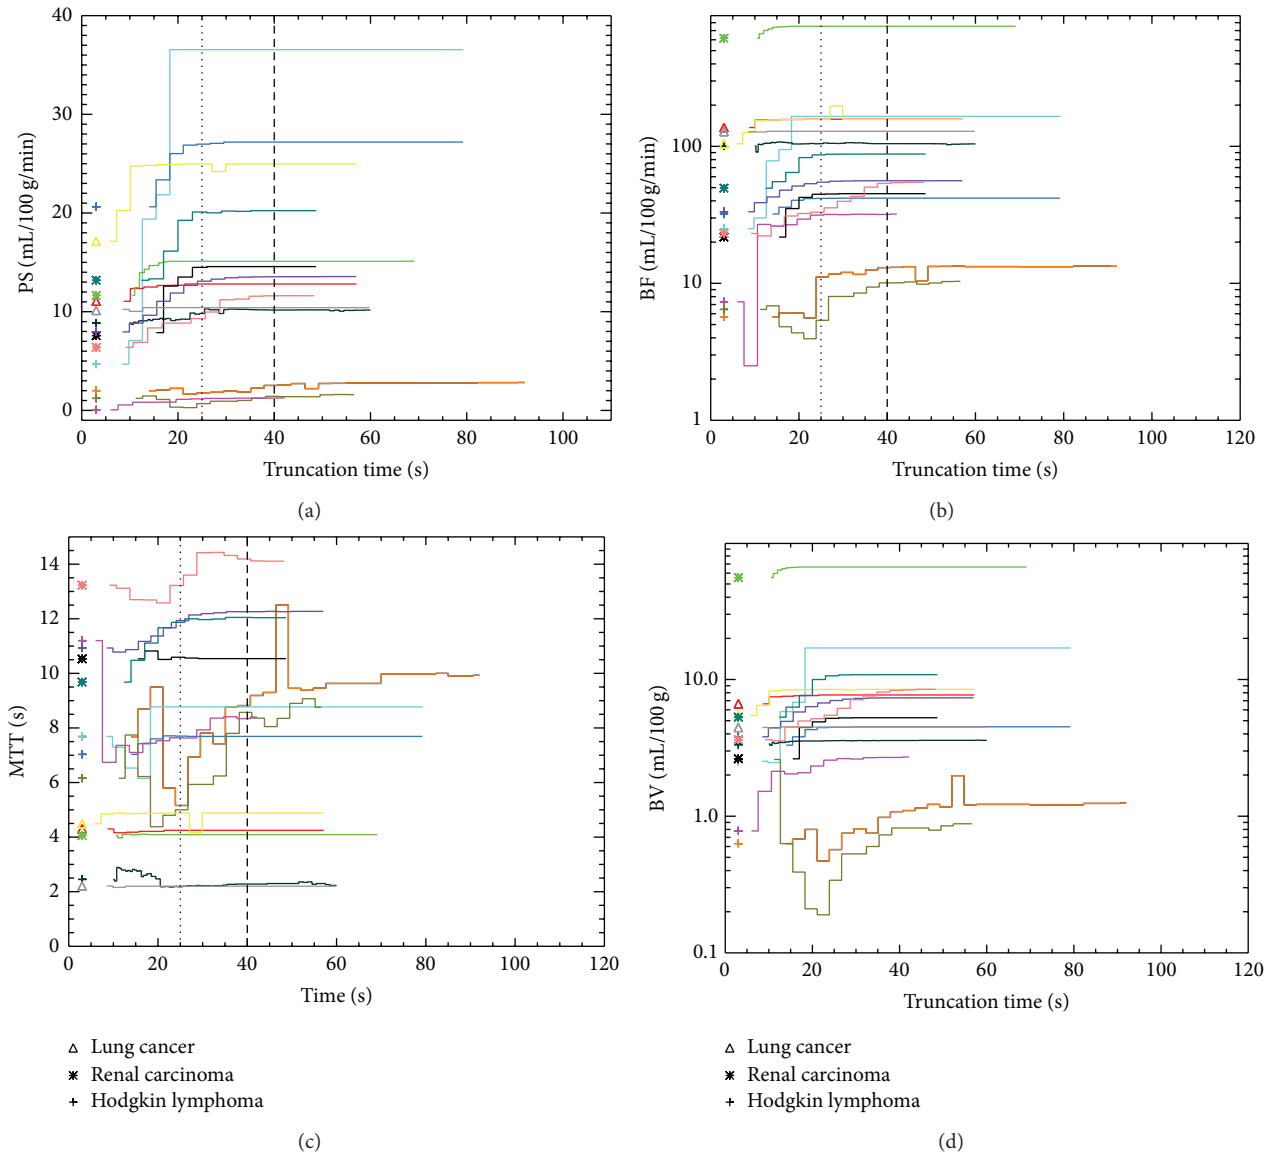 40
30
20
10
0
PS (mL/100 g/min)
0 20 40 60 80 100
Truncation time (s)
(a)
100
10
1
BF (mL/100 g/min)
0 20 40 60 80 100 120
Truncation time (s)
(b)
14
12
10
8
6
4
2
0
MTT (s)
0 20 40 60 80 100 120
Time (s)
Lung cancer
Renal carcinoma
Hodgkin lymphoma
(c)
10.0
1.0
0.1
BV (mL/100 g)
0 20 40 60 80 100 120
Truncation time (s)
Lung cancer
Renal carcinoma
Hodgkin lymphoma
(d)